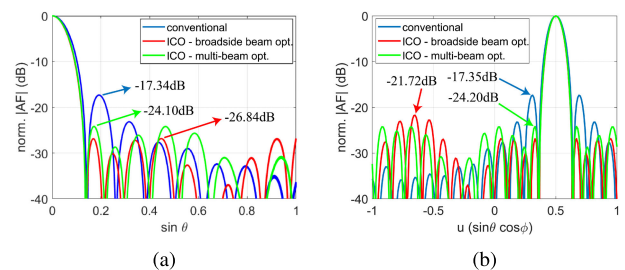 conventional
ICO - broadside beam opt.
ICO - multi-beam opt.
-17.34dB
-24.10dB
-26.84dB
norm. |AF| (dB)
0
-10
-20
-30
-40
0 0.2 0.4 0.6 0.8 1
sin θ
(a)
conventional
ICO - broadside beam opt.
ICO - multi-beam opt.
-21.72dB
-17.35dB
-24.20dB
norm. |AF| (dB)
0
-10
-20
-30
-40
-1 -0.5 0 0.5 1
u (sinθ cosϕ)
(b)